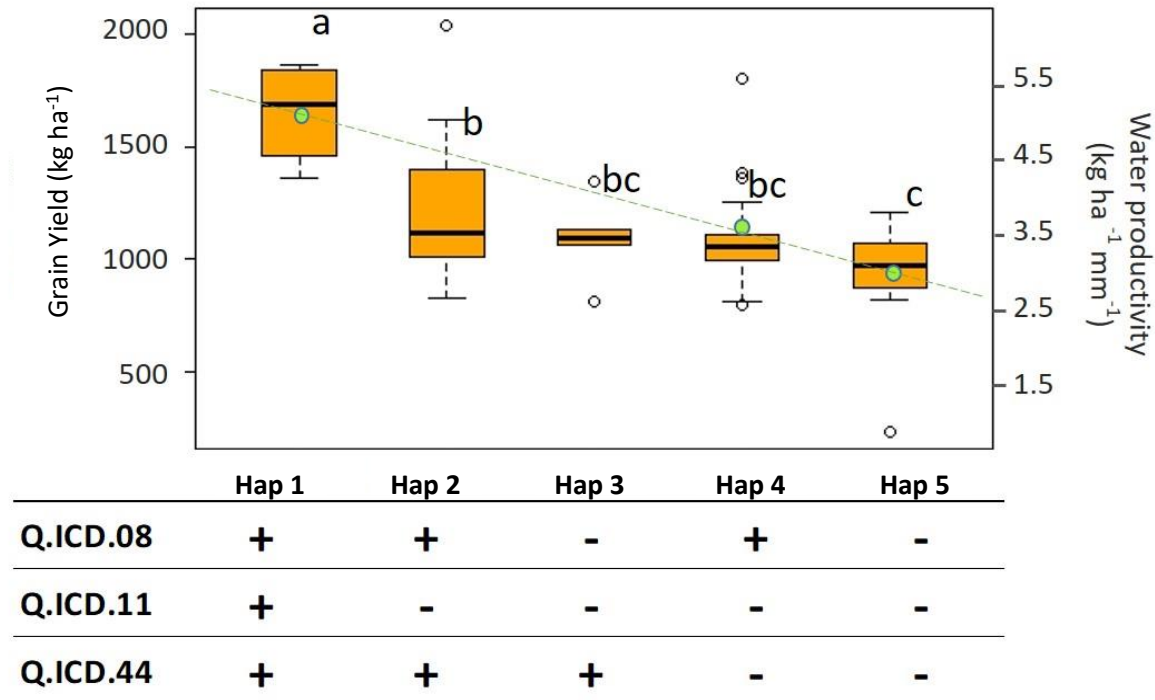 2000
1500
1000
500
Grain Yield (kg ha⁻¹)
a
b
bc
bc
c
5.5
4.5
3.5
2.5
1.5
Water productivity
(kg ha ⁻¹ mm⁻¹)
Hap 1 Hap 2 Hap 3 Hap 4 Hap 5
Q.ICD.08 + + - + -
Q.ICD.11 + - - - -
Q.ICD.44 + + + - -